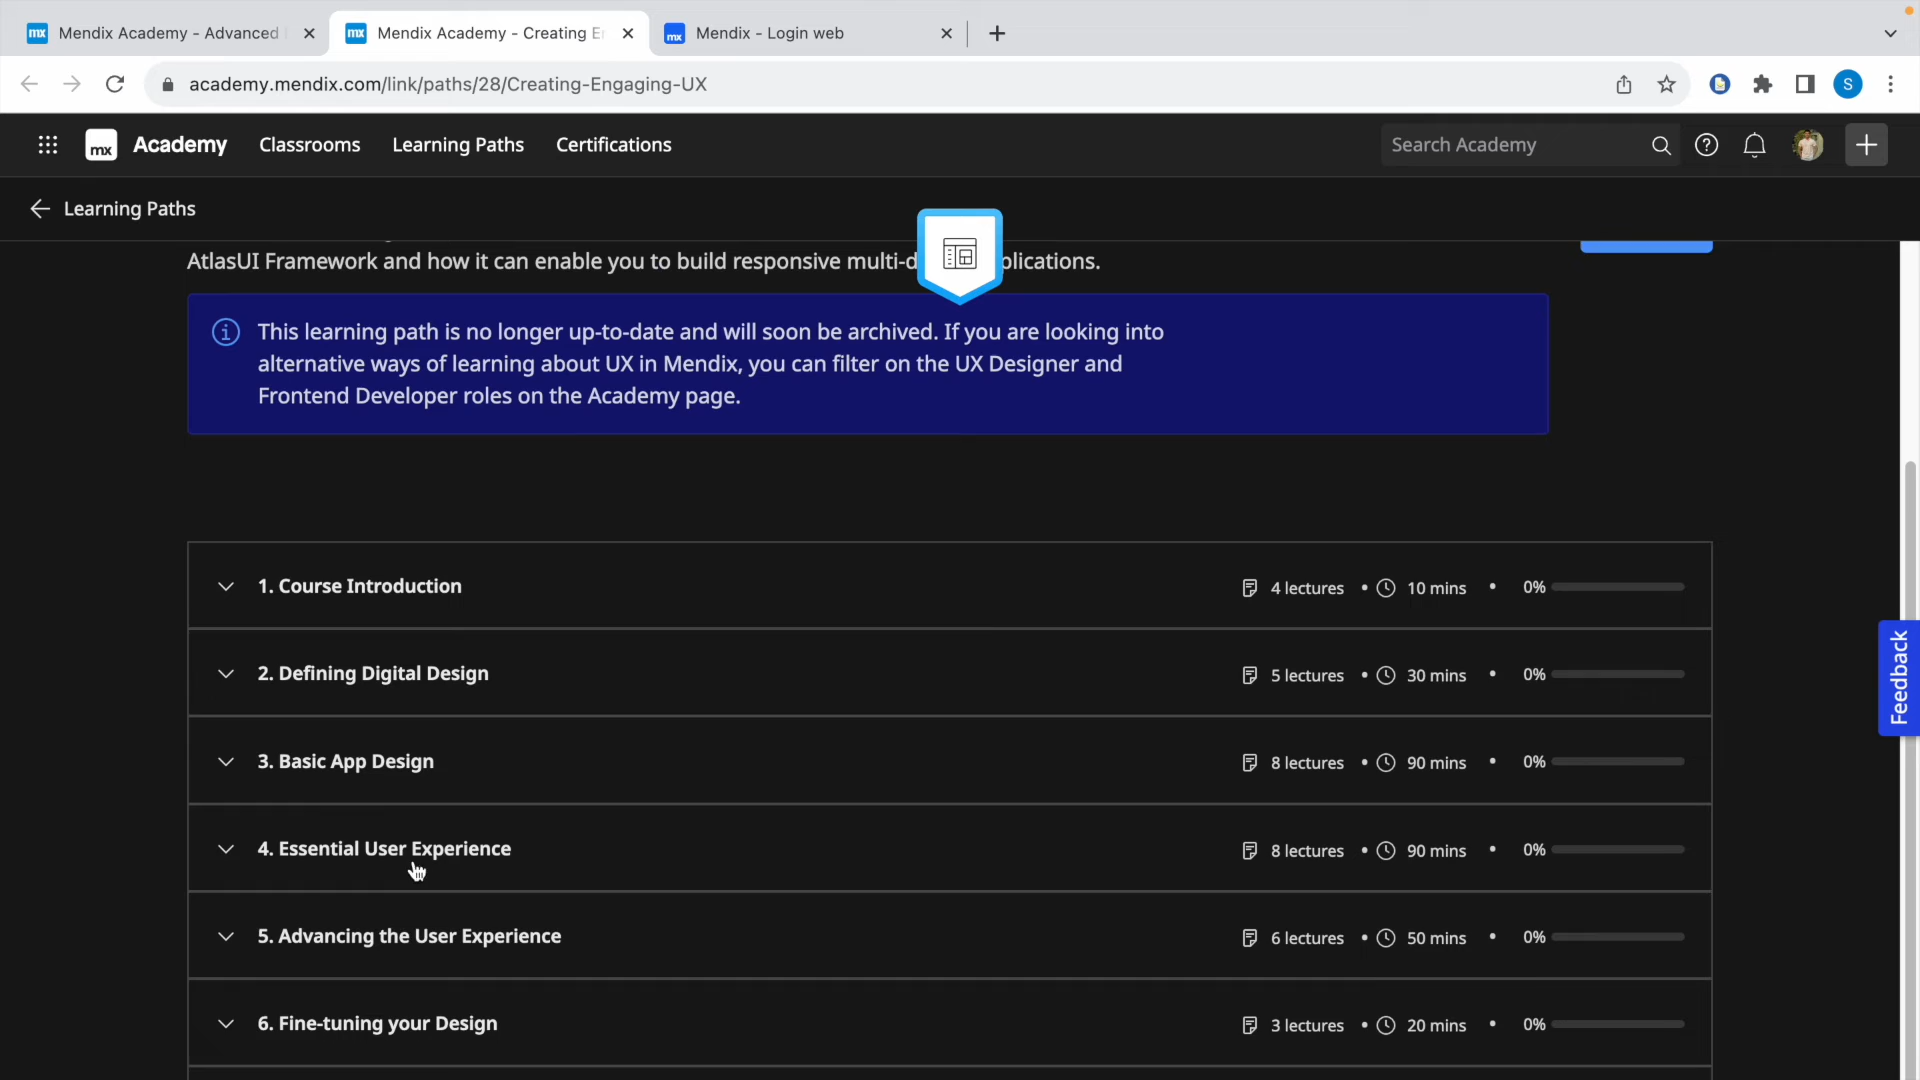 mx Mendix Academy - Advanced
mx Mendix Academy - Creating E
mx Mendix - Login web
academy.mendix.com/link/paths/28/Creating-Engaging-UX
S
mx Academy Classrooms Learning Paths Certifications
Search Academy
Learning Paths
AtlasUI Framework and how it can enable you to build responsive multi-d plications.
This learning path is no longer up-to-date and will soon be archived. If you are looking into
alternative ways of learning about UX in Mendix, you can filter on the UX Designer and
Frontend Developer roles on the Academy page.
1. Course Introduction 4 lectures • 10 mins • 0%
2. Defining Digital Design 5 lectures • 30 mins • 0%
3. Basic App Design 8 lectures • 90 mins • 0%
4. Essential User Experience 8 lectures • 90 mins • 0%
5. Advancing the User Experience 6 lectures • 50 mins • 0%
6. Fine-tuning your Design 3 lectures • 20 mins • 0%
Feedback